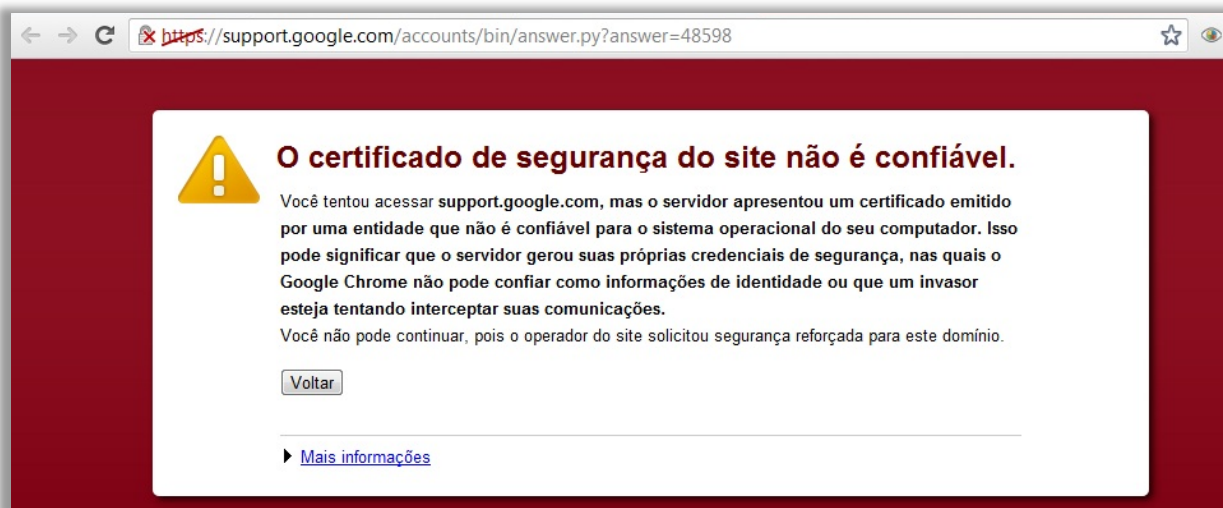 https://support.google.com/accounts/bin/answer.py?answer=48598
O certificado de segurança do site não é confiável.
Você tentou acessar support.google.com, mas o servidor apresentou um certificado emitido
por uma entidade que não é confiável para o sistema operacional do seu computador. Isso
pode significar que o servidor gerou suas próprias credenciais de segurança, nas quais o
Google Chrome não pode confiar como informações de identidade ou que um invasor
esteja tentando interceptar suas comunicações.
Você não pode continuar, pois o operador do site solicitou segurança reforçada para este domínio.
Voltar
Mais informações